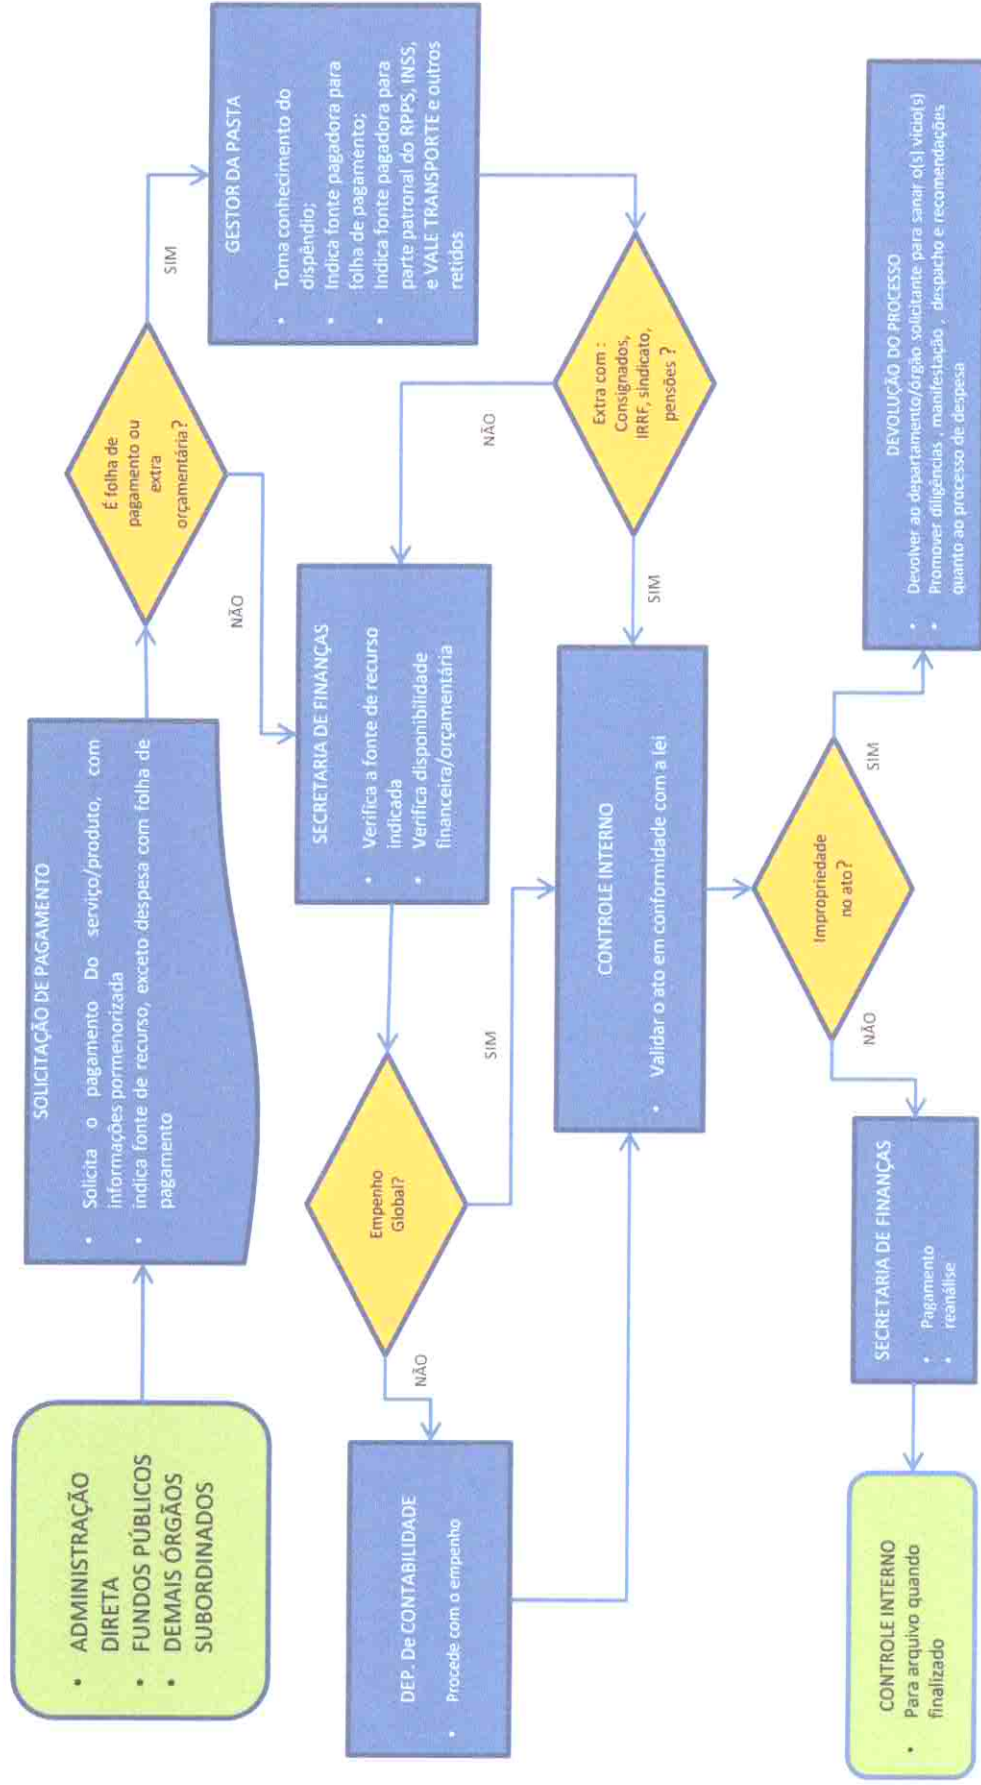 ADMINISTRAÇÃO
DIRETA
FUNDOS PÚBLICOS
DEMAIS ÓRGÃOS
SUBORDINADOS
SOLICITAÇÃO DE PAGAMENTO
Solicita o pagamento Do serviço/produto, com
informações pormenorizada
indica fonte de recurso, exceto despesa com folha de
pagamento
É folha de
pagamento ou
extra
orçamentária?
SIM
NÃO
GESTOR DA PASTA
Toma conhecimento do
dispêndio;
Indica fonte pagadora para
folha de pagamento;
Indica fonte pagadora para
parte patronal do RPPS, INSS,
e VALE TRANSPORTE e outros
retidos
SECRETARIA DE FINANÇAS
Verifica a fonte de recurso
indicada
Verifica disponibilidade
financeira/orçamentária
NÃO
Extra com :
Consignados,
IRRF, sindicato,
pensões ?
SIM
Empenho
Global?
NÃO
SIM
DEP. De CONTABILIDADE
Procede com o empenho
CONTROLE INTERNO
Validar o ato em conformidade com a lei
Impropriedade
no ato?
NÃO
SIM
DEVOLUÇÃO DO PROCESSO
Devolver ao departamento/órgão solicitante para sanar o(s) vício(s)
Promover diligências , manifestação , despacho e recomendações
quanto ao processo de despesa
SECRETARIA DE FINANÇAS
Pagamento
reanálise
CONTROLE INTERNO
Para arquivo quando
finalizado